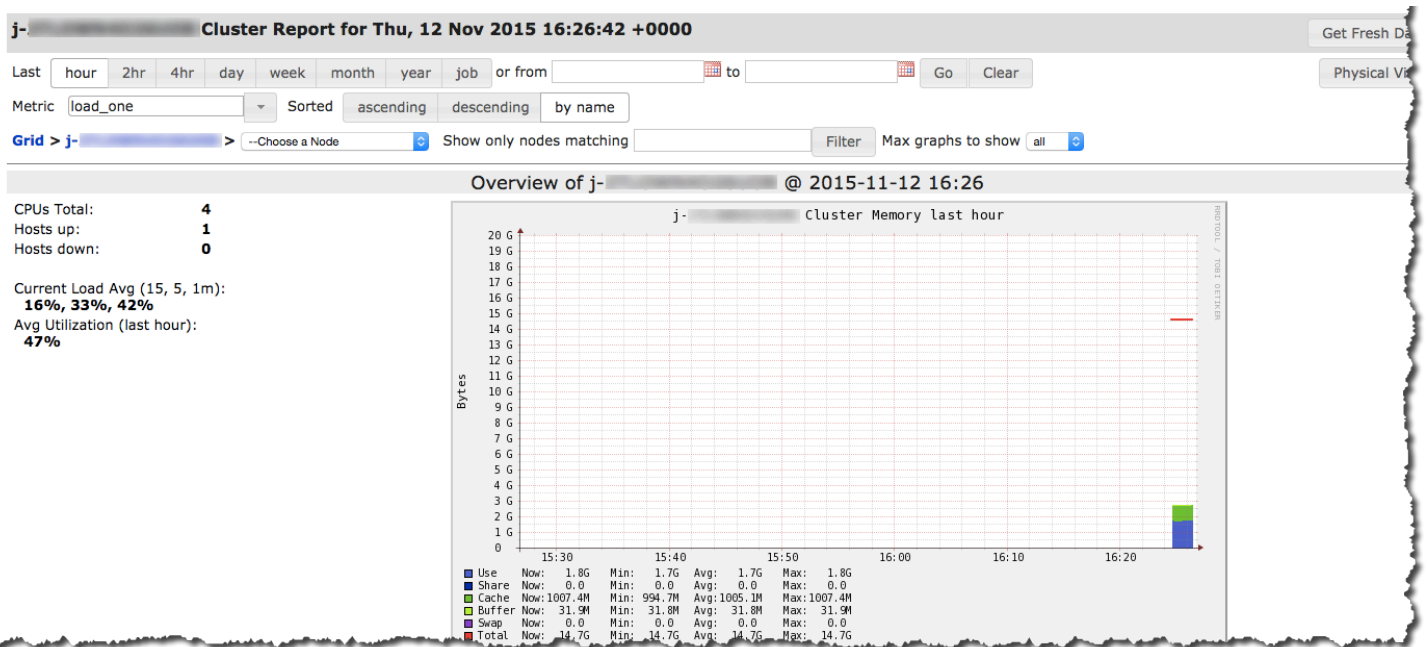 j- Cluster Report for Thu, 12 Nov 2015 16:26:42 +0000
Get Fresh
Last hour 2hr 4hr day week month year job or from to Go Clear
Physical
Metric load_one Sorted ascending descending by name
Grid > j- > --Choose a Node Show only nodes matching Filter Max graphs to show all
Overview of j- @ 2015-11-12 16:26
CPUs Total: 4
Hosts up: 1
Hosts down: 0
Current Load Avg (15, 5, 1m):
16%, 33%, 42%
Avg Utilization (last hour):
47%
j- Cluster Memory last hour
RRDTOOL / TOBI OETIKER
Bytes
20 G
19 G
18 G
17 G
16 G
15 G
14 G
13 G
12 G
11 G
10 G
9 G
8 G
7 G
6 G
5 G
4 G
3 G
2 G
1 G
0
15:30 15:40 15:50 16:00 16:10 16:20
Use Now: 1.8G Min: 1.7G Avg: 1.7G Max: 1.8G
Share Now: 0.0 Min: 0.0 Avg: 0.0 Max: 0.0
Cache Now:1007.4M Min: 994.7M Avg:1005.1M Max:1007.4M
Buffer Now: 31.9M Min: 31.8M Avg: 31.8M Max: 31.9M
Swap Now: 0.0 Min: 0.0 Avg: 0.0 Max: 0.0
Total Now: 14.7G Min: 14.7G Avg: 14.7G Max: 14.7G